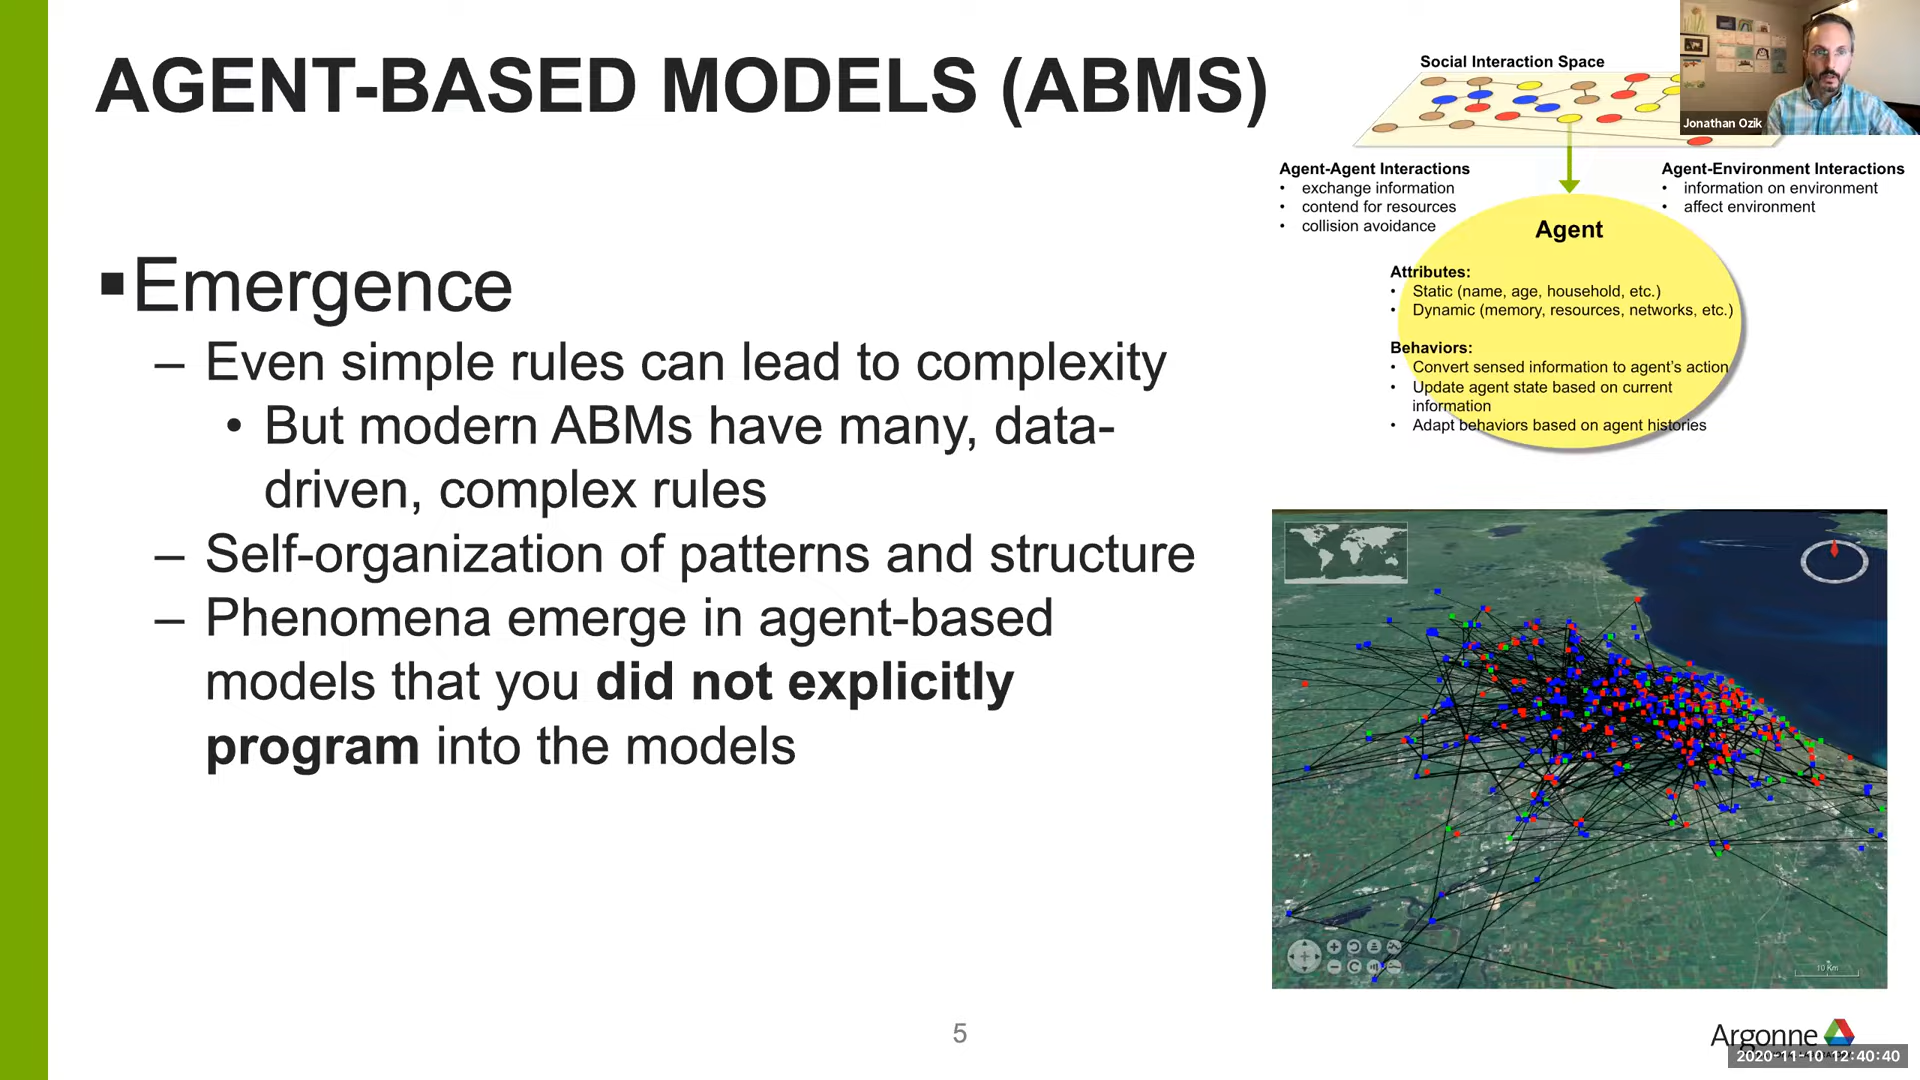 AGENT-BASED MODELS (ABMS)
▪Emergence
– Even simple rules can lead to complexity
• But modern ABMs have many, data-
driven, complex rules
– Self-organization of patterns and structure
– Phenomena emerge in agent-based
models that you did not explicitly
program into the models
Social Interaction Space
Jonathan Ozik
Agent-Agent Interactions
• exchange information
• contend for resources
• collision avoidance
Agent-Environment Interactions
• information on environment
• affect environment
Agent
Attributes:
• Static (name, age, household, etc.)
• Dynamic (memory, resources, networks, etc.)
Behaviors:
• Convert sensed information to agent's action
• Update agent state based on current
information
• Adapt behaviors based on agent histories
10 Km
5
Argonne
2020-11-10 12:40:40